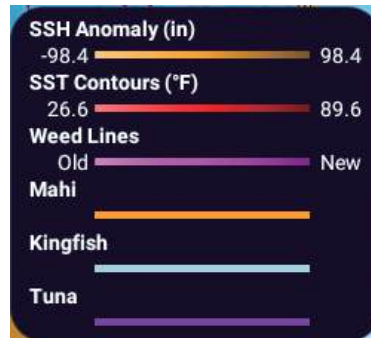 SSH Anomaly (in)
-98.4 98.4
SST Contours (°F)
26.6 89.6
Weed Lines
Old New
Mahi
Kingfish
Tuna